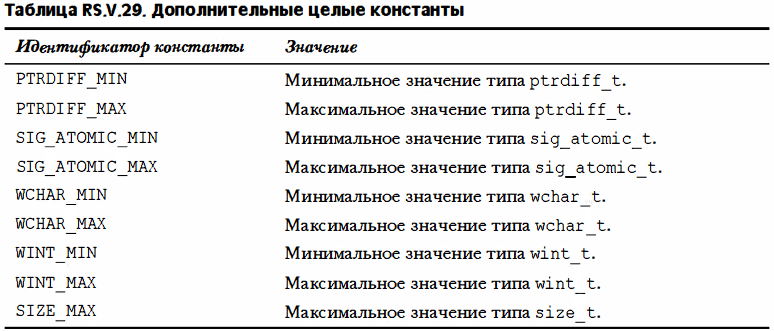 Таблица RS.V.29. Дополнительные целые константы
Идентификатор константы Значение
PTRDIFF_MIN Минимальное значение типа ptrdiff_t.
PTRDIFF_MAX Максимальное значение типа ptrdiff_t.
SIG_ATOMIC_MIN Минимальное значение типа sig_atomic_t.
SIG_ATOMIC_MAX Максимальное значение типа sig_atomic_t.
WCHAR_MIN Минимальное значение типа wchar_t.
WCHAR_MAX Максимальное значение типа wchar_t.
WINT_MIN Минимальное значение типа wint_t.
WINT_MAX Максимальное значение типа wint_t.
SIZE_MAX Максимальное значение типа size_t.